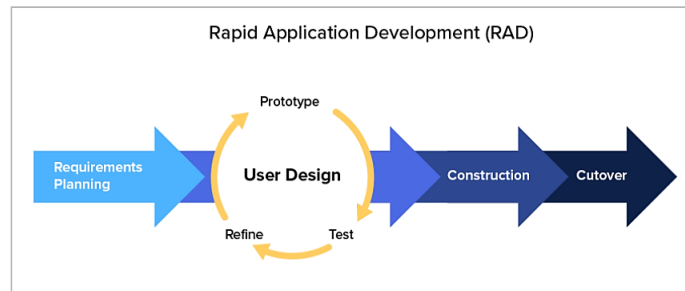 Rapid Application Development (RAD)
Prototype
Requirements
Planning
User Design
Construction
Cutover
Refine
Test